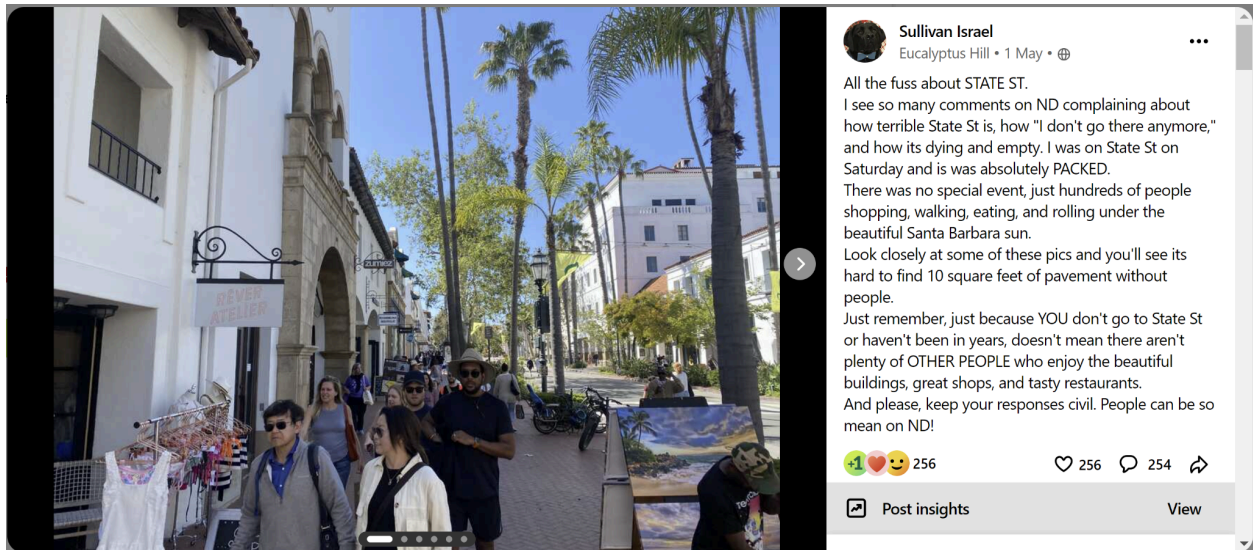 Sullivan Israel
Eucalyptus Hill • 1 May •
All the fuss about STATE ST.
I see so many comments on ND complaining about
how terrible State St is, how "I don't go there anymore,"
and how its dying and empty. I was on State St on
Saturday and is was absolutely PACKED.
There was no special event, just hundreds of people
shopping, walking, eating, and rolling under the
beautiful Santa Barbara sun.
Look closely at some of these pics and you'll see its
hard to find 10 square feet of pavement without
people.
Just remember, just because YOU don't go to State St
or haven't been in years, doesn't mean there aren't
plenty of OTHER PEOPLE who enjoy the beautiful
buildings, great shops, and tasty restaurants.
And please, keep your responses civil. People can be so
mean on ND!
+1 256 256 254
Post insights View
zumiez
REVER
ATELIER